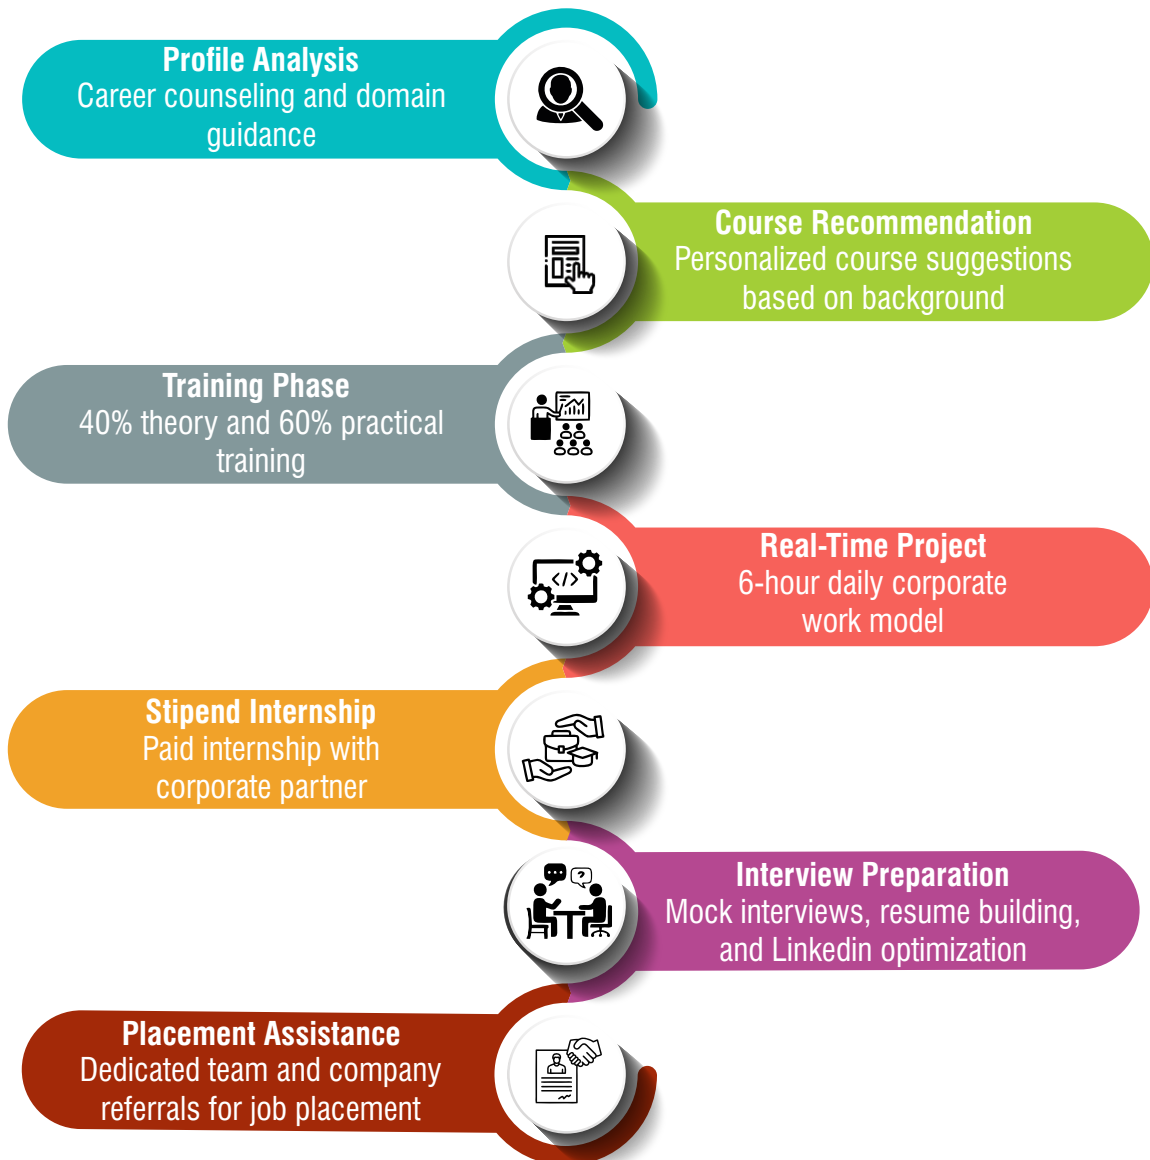 Profile Analysis
Career counseling and domain
guidance
Course Recommendation
Personalized course suggestions
based on background
Training Phase
40% theory and 60% practical
training
Real-Time Project
6-hour daily corporate
work model
</>
Stipend Internship
Paid internship with
corporate partner
?
Interview Preparation
Mock interviews, resume building,
and Linkedin optimization
Placement Assistance
Dedicated team and company
referrals for job placement